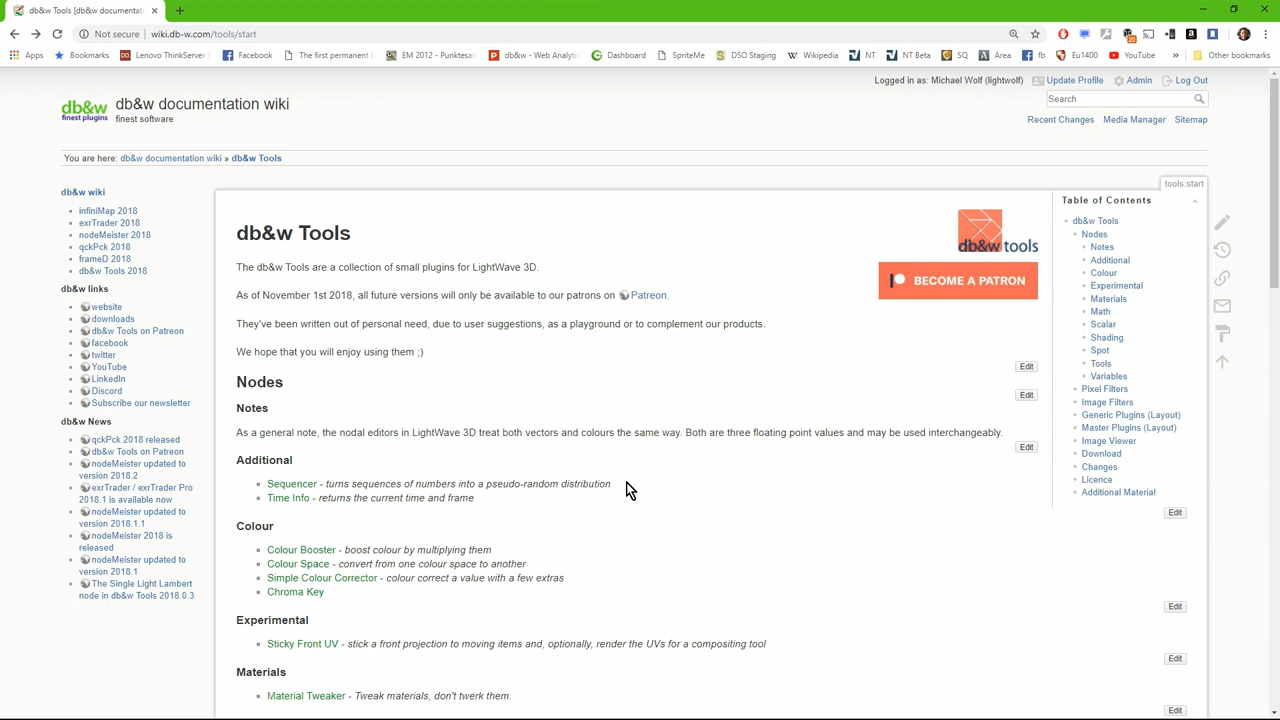 db&w Tools [db&w documentatio
Not secure
wiki.db-w.com/tools/start
Apps
Bookmarks
Lenovo ThinkServer
Facebook
The first permanent
EM 2012 - Punktesan
db&w - Web Analytic
Dashboard
SpriteMe
DSO Staging
Wikipedia
NT
NT Beta
SQ
Area
fb
Eu1400
YouTube
»
Other bookmarks
Logged in as: Michael Wolf (lightwolf)
Update Profile
Admin
Log Out
db&w
finest plugins
db&w documentation wiki
finest software
Search
Recent Changes
Media Manager
Sitemap
You are here: db&w documentation wiki » db&w Tools
db&w wiki
infiniMap 2018
exrTrader 2018
nodeMeister 2018
qckPck 2018
frameD 2018
db&w Tools 2018
db&w links
website
downloads
db&w Tools on Patreon
facebook
twitter
YouTube
LinkedIn
Discord
Subscribe our newsletter
db&w News
qckPck 2018 released
db&w Tools on Patreon
nodeMeister updated to
version 2018.2
exrTrader / exrTrader Pro
2018.1 is available now
nodeMeister updated to
version 2018.1.1
nodeMeister 2018 is
released
nodeMeister updated to
version 2018.1
The Single Light Lambert
node in db&w Tools 2018.0.3
tools:start
db&w Tools
db&w tools
BECOME A PATRON
The db&w Tools are a collection of small plugins for LightWave 3D.
As of November 1st 2018, all future versions will only be available to our patrons on Patreon.
They've been written out of personal need, due to user suggestions, as a playground or to complement our products.
We hope that you will enjoy using them ;)
Edit
Nodes
Edit
Notes
As a general note, the nodal editors in LightWave 3D treat both vectors and colours the same way. Both are three floating point values and may be used interchangeably.
Edit
Additional
Sequencer - turns sequences of numbers into a pseudo-random distribution
Time Info - returns the current time and frame
Edit
Colour
Colour Booster - boost colour by multiplying them
Colour Space - convert from one colour space to another
Simple Colour Corrector - colour correct a value with a few extras
Chroma Key
Edit
Experimental
Sticky Front UV - stick a front projection to moving items and, optionally, render the UVs for a compositing tool
Edit
Materials
Material Tweaker - Tweak materials, don't twerk them.
Edit
Table of Contents
db&w Tools
Nodes
Notes
Additional
Colour
Experimental
Materials
Math
Scalar
Shading
Spot
Tools
Variables
Pixel Filters
Image Filters
Generic Plugins (Layout)
Master Plugins (Layout)
Image Viewer
Download
Changes
Licence
Additional Material